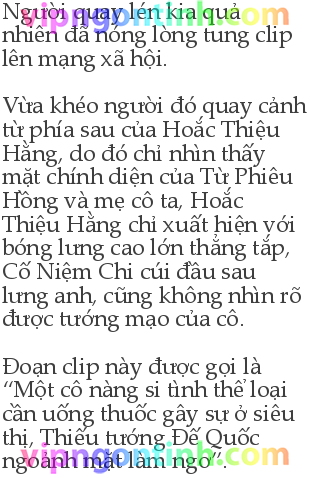 Người quay lén kia quả
nhiên đã nóng lòng tung clip
lên mạng xã hội.
Vừa khéo người đó quay cảnh
từ phía sau của Hoắc Thiệu
Hằng, do đó chỉ nhìn thấy
mặt chính diện của Từ Phiêu
Hồng và mẹ cô ta, Hoắc
Thiệu Hằng chỉ xuất hiện với
bóng lưng cao lớn thẳng tắp,
Cố Niệm Chi cúi đầu sau
lưng anh, cũng không nhìn rõ
được tướng mạo của cô.
Đoạn clip này được gọi là
“Một cô nàng si tình thể loại
cần uống thuốc gây sự ở siêu
thị, Thiếu tướng Đế Quốc
ngoảnh mặt làm ngơ”.
vipngontinh.com
vipngontinh.com